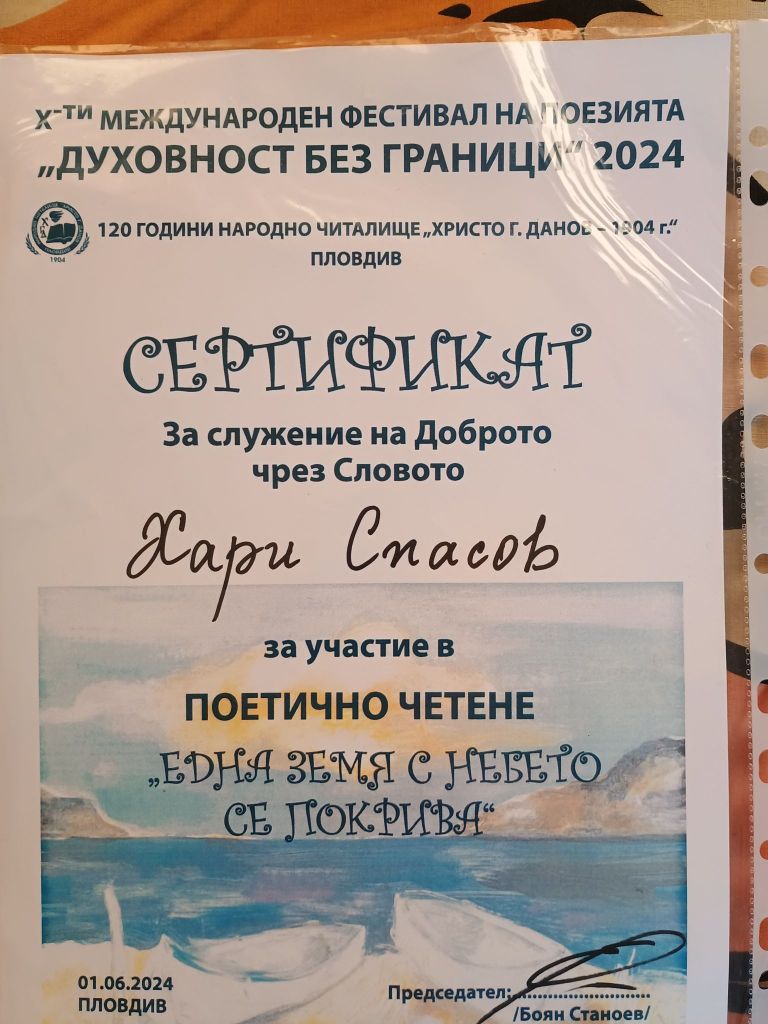 X-ти МЕЖДУНАРОДЕН ФЕСТИВАЛ НА ПОЕЗИЯТА
„ДУХОВНОСТ БЕЗ ГРАНИЦИ“ 2024
120 ГОДИНИ НАРОДНО ЧИТАЛИЩЕ „ХРИСТО Г. ДАНОВ – 1904 г.“
ПЛОВДИВ
1904
СЕРТИФИКАТ
За служение на Доброто
чрез Словото
Хари Спасов
за участие в
ПОЕТИЧНО ЧЕТЕНЕ
„ЕДНА ЗЕМЯ С НЕБЕТО
СЕ ПОКРИВА“
01.06.2024
ПЛОВДИВ
Председател:......................
/Боян Станоев/